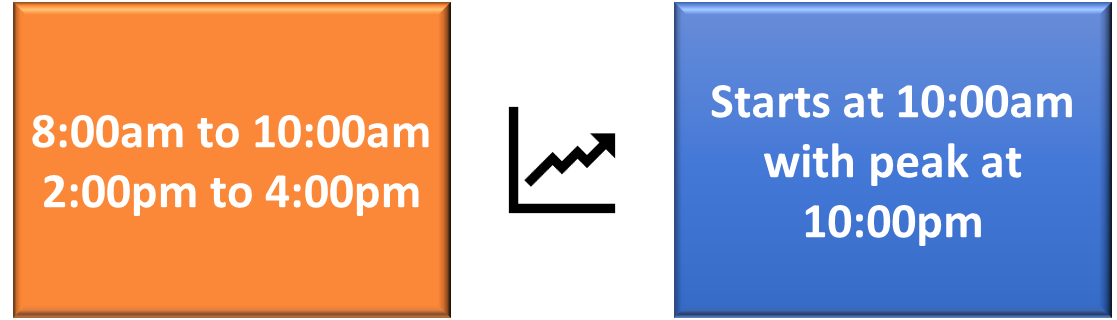 8:00am to 10:00am
2:00pm to 4:00pm
Starts at 10:00am
with peak at
10:00pm